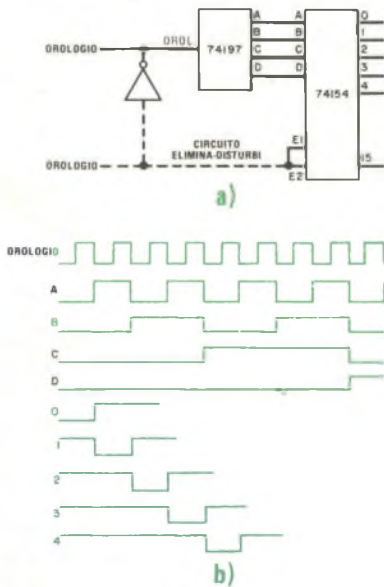 OROLOGIO
OROL
74197
A
B
C
D
A
B
C
D
74154
0
1
2
3
4
15
E1
E2
CIRCUITO
ELIMINA-DISTURBI
OROLOGIO
a)
OROLOGIO
A
B
C
D
0
1
2
3
4
b)